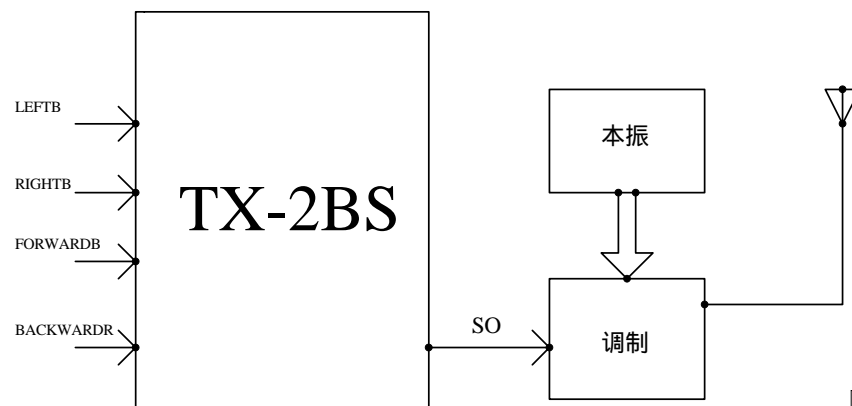 LEFTB
RIGHTB
FORWARDB
BACKWARDR
TX-2BS
SO
本振
调制